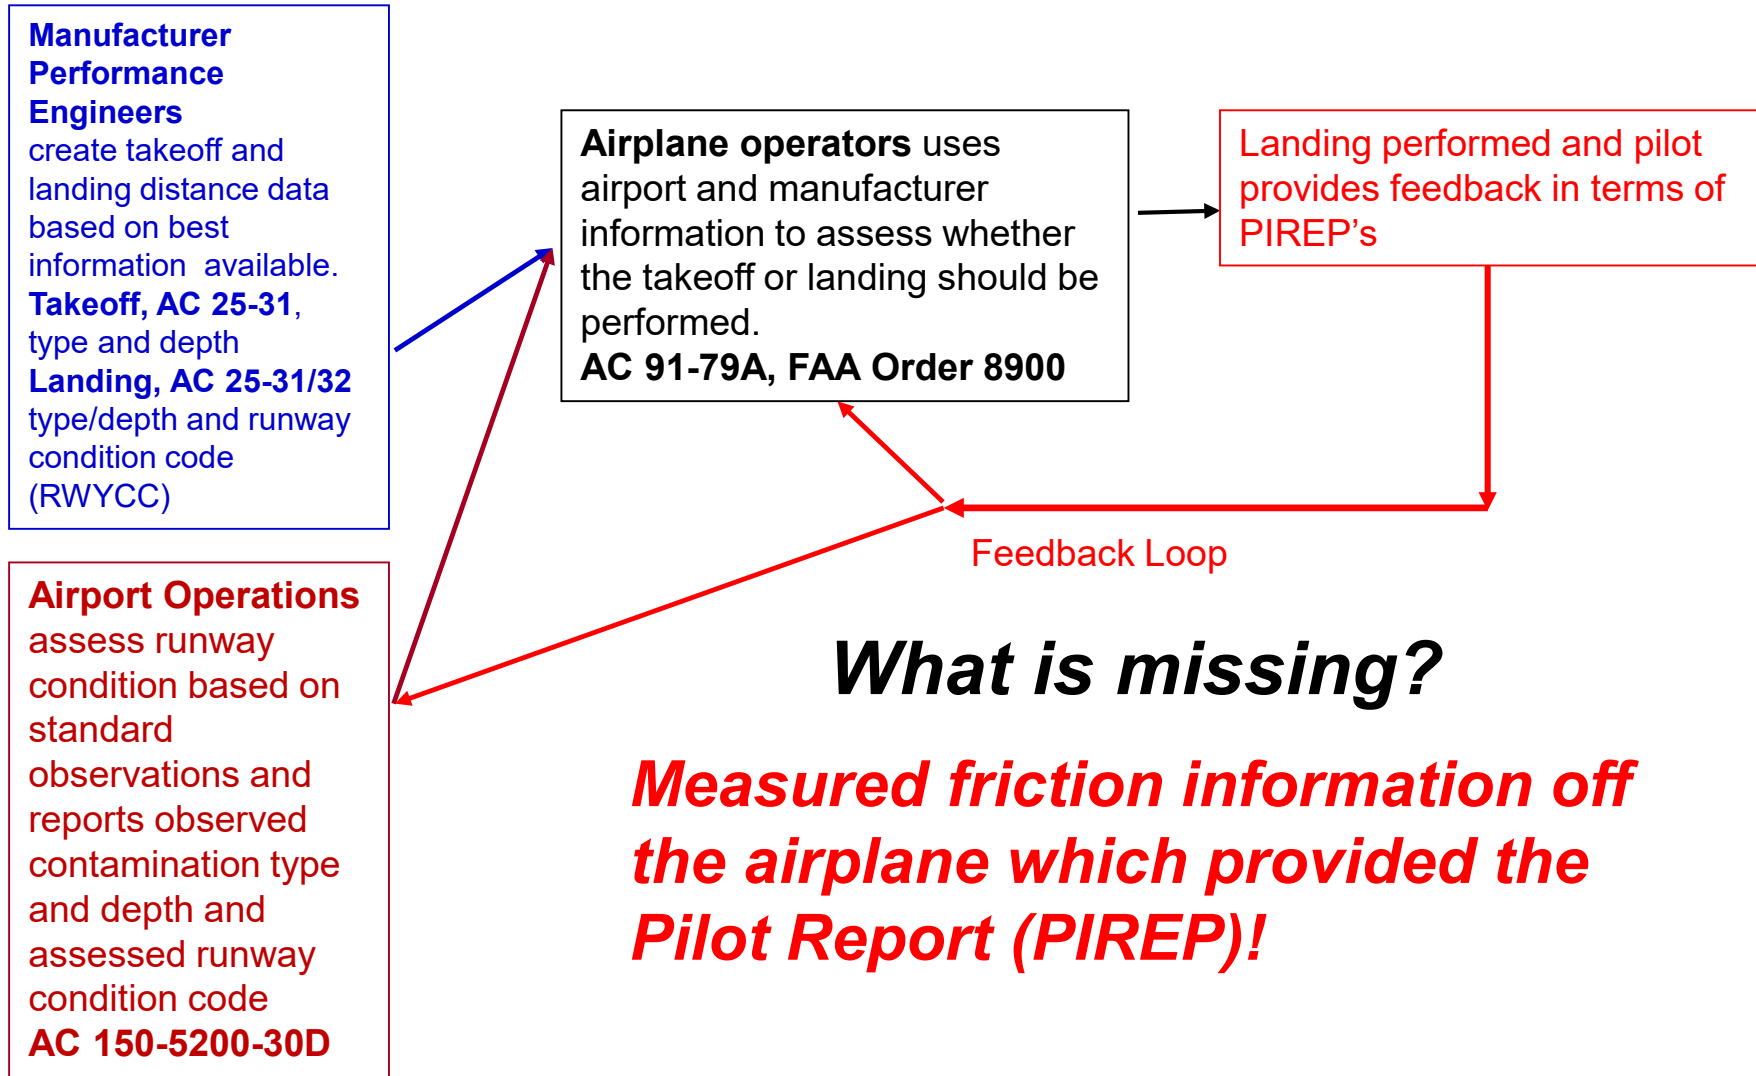 Manufacturer
Performance
Engineers
create takeoff and
landing distance data
based on best
information available.
Takeoff, AC 25-31,
type and depth
Landing, AC 25-31/32
type/depth and runway
condition code
(RWYCC)
Airport Operations
assess runway
condition based on
standard
observations and
reports observed
contamination type
and depth and
assessed runway
condition code
AC 150-5200-30D
Airplane operators uses
airport and manufacturer
information to assess whether
the takeoff or landing should be
performed.
AC 91-79A, FAA Order 8900
Landing performed and pilot
provides feedback in terms of
PIREP's
Feedback Loop
What is missing?
Measured friction information off
the airplane which provided the
Pilot Report (PIREP)!